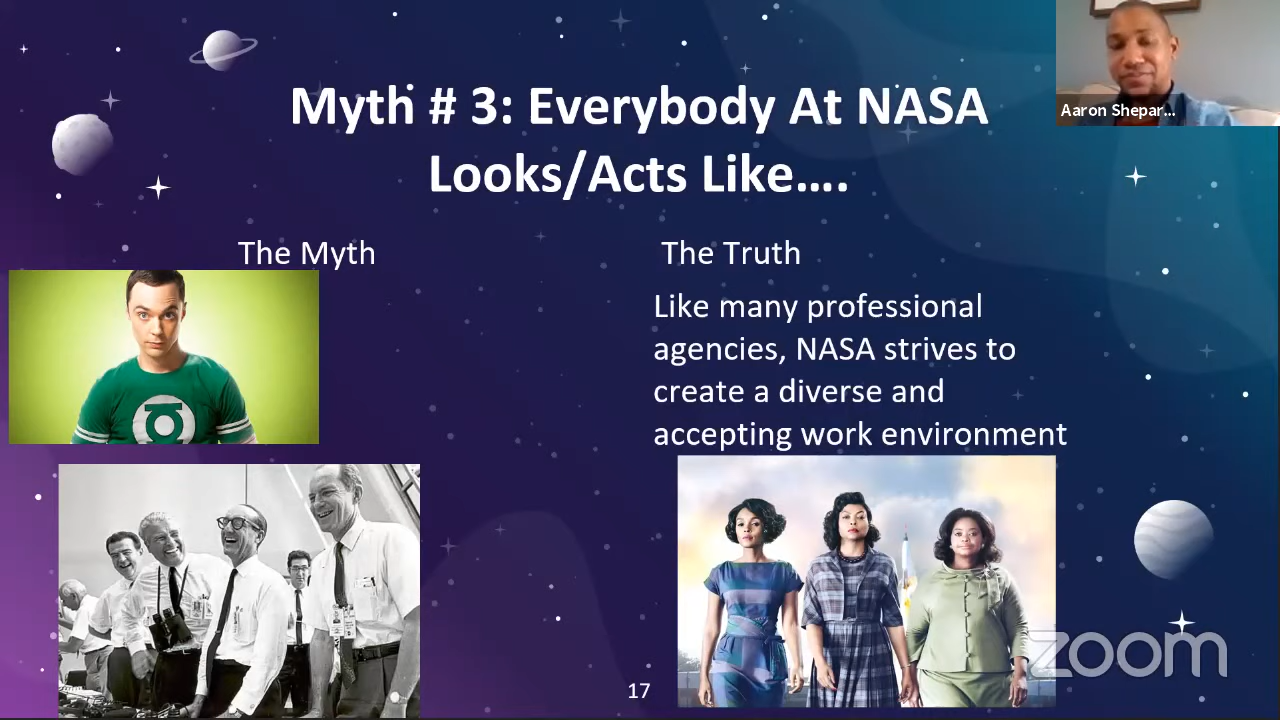 Myth # 3: Everybody At NASA
Looks/Acts Like....
Aaron Shepar...
The Myth
The Truth
Like many professional
agencies, NASA strives to
create a diverse and
accepting work environment
17
zoom